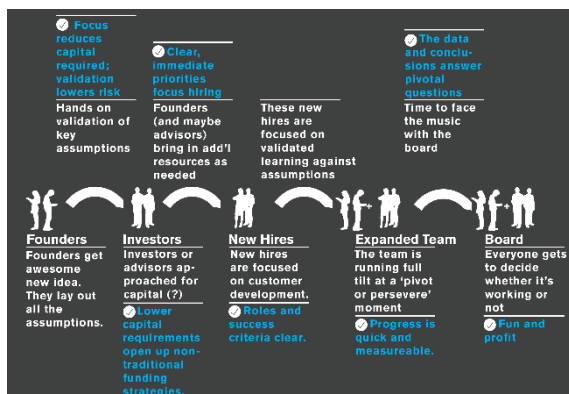 Focus
reduces
capital
required;
validation
lowers risk
Hands on
validation of
key
assumptions
Clear,
immediate
priorities
focus hiring
Founders
(and maybe
advisors)
bring in add'l
resources as
needed
These new
hires are
focused on
validated
learning against
assumptions
The data
and conclu-
sions answer
pivotal
questions
Time to face
the music
with the
board
+
+
Founders
Founders get
awesome
new idea.
They lay out
all the
assumptions.
Investors
Investors or
advisors ap-
proached for
capital (?)
Lower
capital
requirements
open up non-
traditional
funding
strategies.
New Hires
New hires
are focused
on customer
development.
Roles and
success
criteria clear.
Expanded Team
The team is
running full
tilt at a 'pivot
or persevere'
moment
Progress is
quick and
measureable.
Board
Everyone gets
to decide
whether it's
working or
not
Fun and
profit